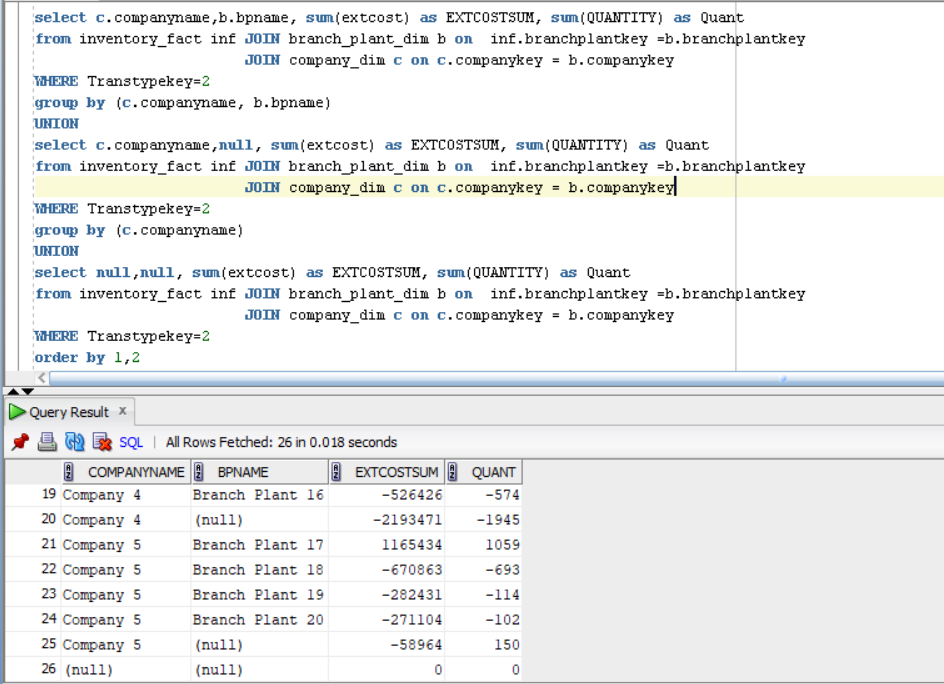 select c.companyname,b.bpname, sum(extcost) as EXTCOSTSUM, sum(QUANTITY) as Quant
from inventory_fact inf JOIN branch_plant_dim b on  inf.branchplantkey =b.branchplantkey
JOIN company_dim c on c.companykey = b.companykey
WHERE Transtypekey=2
group by (c.companyname, b.bpname)
UNION
select c.companyname,null, sum(extcost) as EXTCOSTSUM, sum(QUANTITY) as Quant
from inventory_fact inf JOIN branch_plant_dim b on  inf.branchplantkey =b.branchplantkey
JOIN company_dim c on c.companykey = b.companykey
WHERE Transtypekey=2
group by (c.companyname)
UNION
select null,null, sum(extcost) as EXTCOSTSUM, sum(QUANTITY) as Quant
from inventory_fact inf JOIN branch_plant_dim b on  inf.branchplantkey =b.branchplantkey
JOIN company_dim c on c.companykey = b.companykey
WHERE Transtypekey=2
order by 1,2
Query Result x
SQL | All Rows Fetched: 26 in 0.018 seconds
COMPANYNAME BPNAME EXTCOSTSUM QUANT
19 Company 4 Branch Plant 16 -526426 -574
20 Company 4 (null) -2193471 -1945
21 Company 5 Branch Plant 17 1165434 1059
22 Company 5 Branch Plant 18 -670863 -693
23 Company 5 Branch Plant 19 -282431 -114
24 Company 5 Branch Plant 20 -271104 -102
25 Company 5 (null) -58964 150
26 (null) (null) 0 0